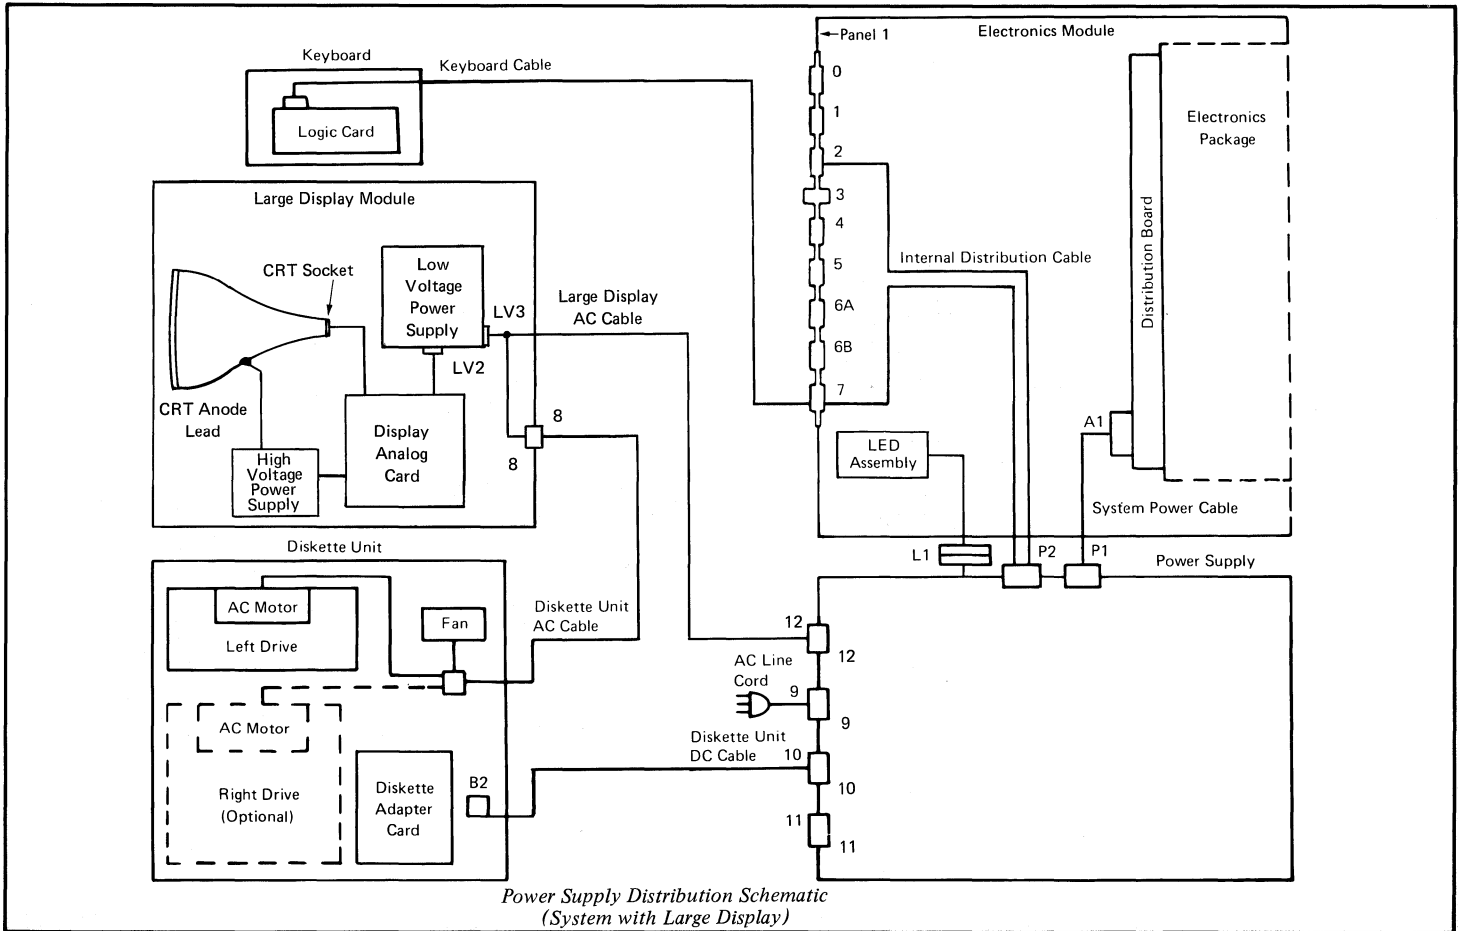 Keyboard
Keyboard Cable
Logic Card
Large Display Module
CRT Socket
Low
Voltage
Power
Supply
LV3
LV2
Large Display
AC Cable
CRT Anode
Lead
High
Voltage
Power
Supply
Display
Analog
Card
8
8
Diskette Unit
AC Motor
Left Drive
Fan
Diskette Unit
AC Cable
AC Motor
Right Drive
(Optional)
Diskette
Adapter
Card
B2
Panel 1
Electronics Module
0
1
2
3
4
5
6A
6B
7
Internal Distribution Cable
Distribution Board
Electronics
Package
A1
LED
Assembly
System Power Cable
L1
P2
P1
Power Supply
12
12
AC Line
Cord
9
9
Diskette Unit
DC Cable
10
10
11
11
Power Supply Distribution Schematic
(System with Large Display)